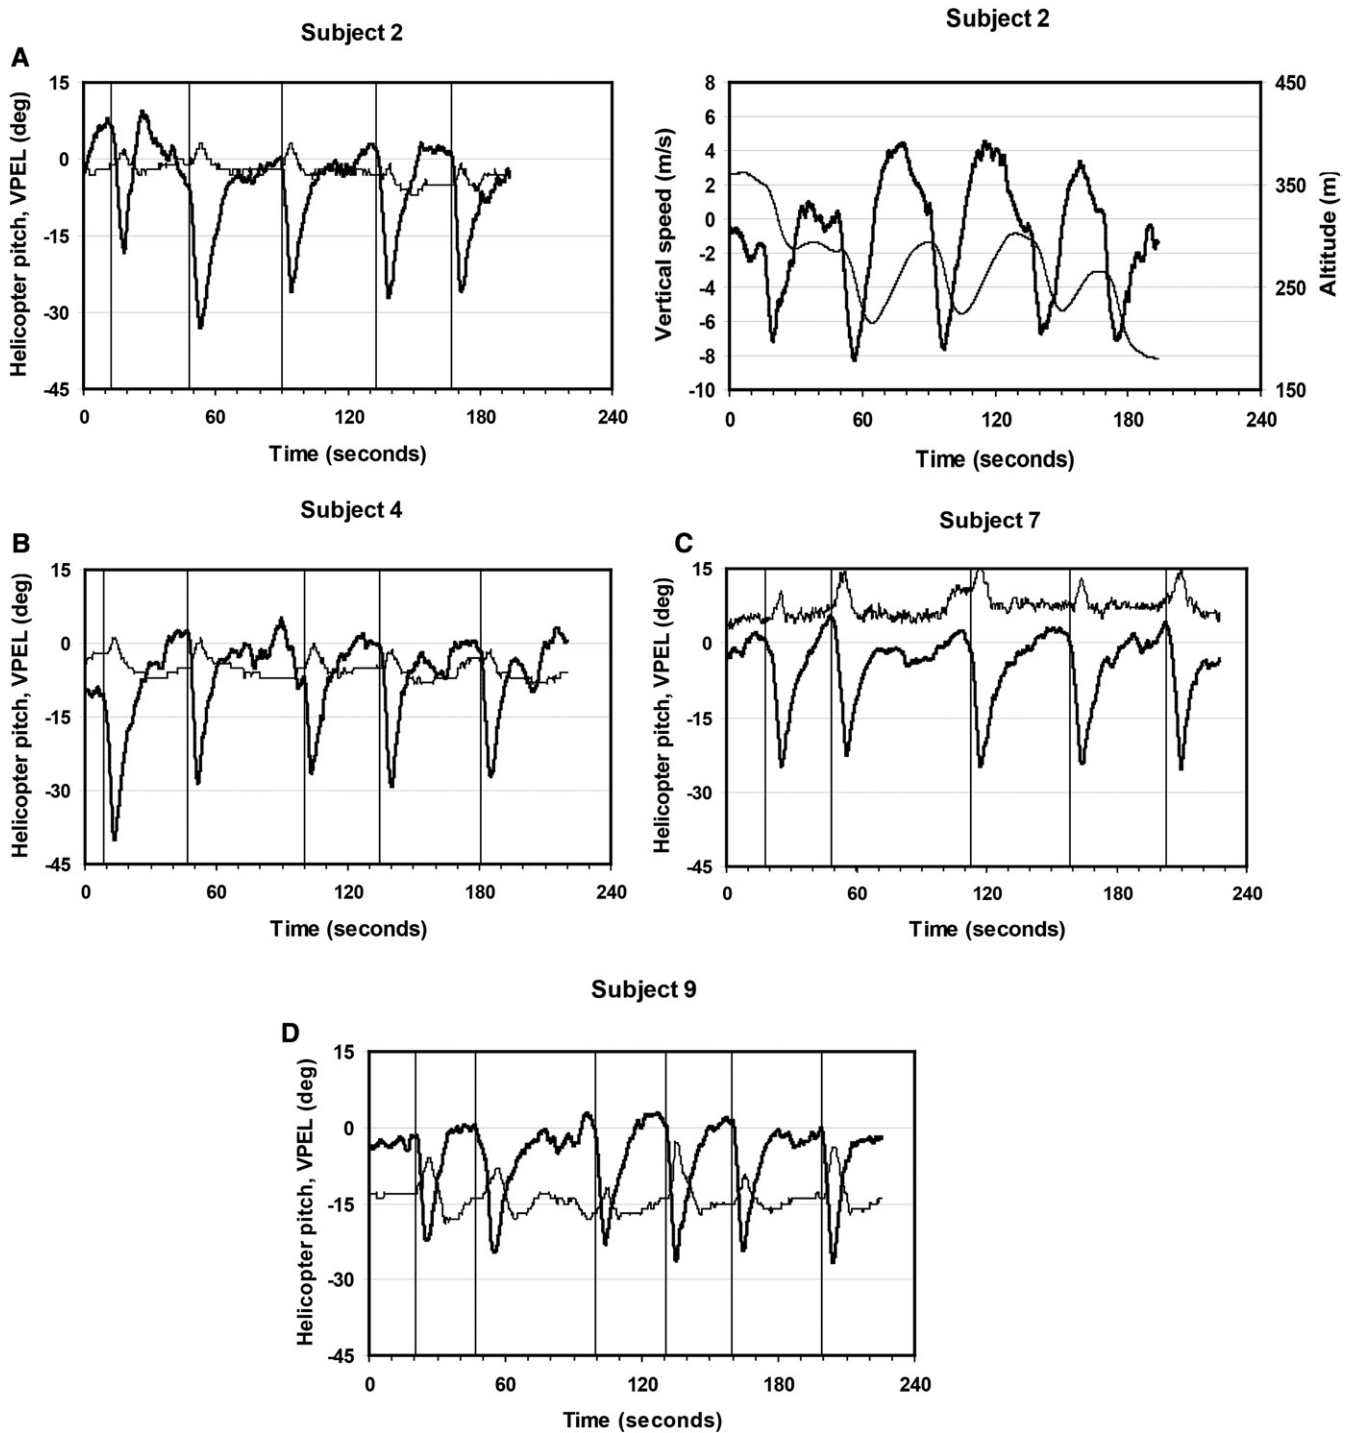 Subject 2
A
Helicopter pitch, VPEL (deg)
15
0
-15
-30
-45
0 60 120 180 240
Time (seconds)
Subject 2
Vertical speed (m/s)
8
6
4
2
0
-2
-4
-6
-8
-10
450
350
250
150
Altitude (m)
0 60 120 180 240
Time (seconds)
Subject 4
B
Helicopter pitch, VPEL (deg)
15
0
-15
-30
-45
0 60 120 180 240
Time (seconds)
Subject 7
C
Helicopter pitch, VPEL (deg)
15
0
-15
-30
-45
0 60 120 180 240
Time (seconds)
Subject 9
D
Helicopter pitch, VPEL (deg)
15
0
-15
-30
-45
0 60 120 180 240
Time (seconds)